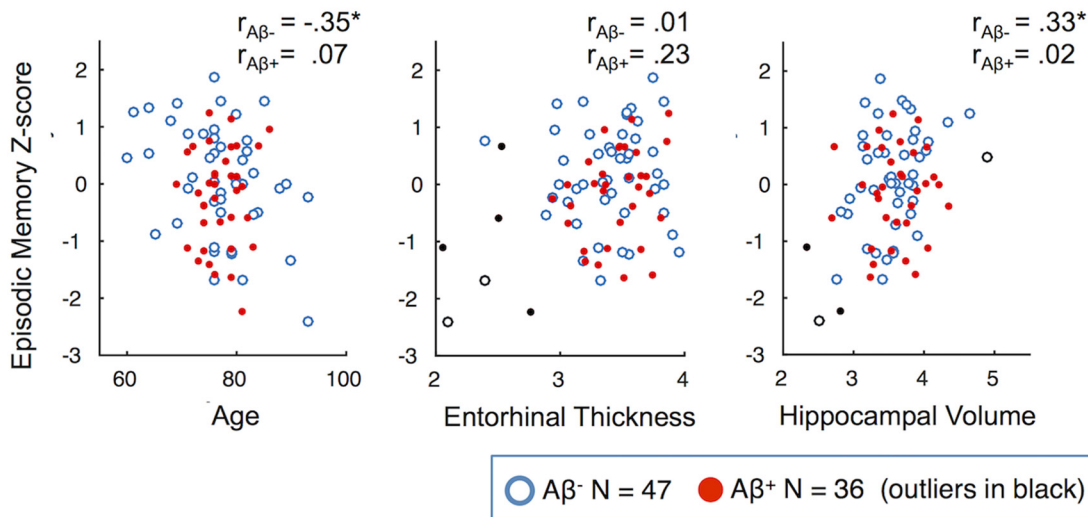 rAβ- = -.35*
rAβ+ = .07
rAβ- = .01
rAβ+ = .23
rAβ- = .33*
rAβ+ = .02
Episodic Memory Z-score
2
1
0
-1
-2
-3
60 80 100
Age
2
1
0
-1
-2
-3
2 3 4
Entorhinal Thickness
2
1
0
-1
-2
-3
2 3 4 5
Hippocampal Volume
Aβ- N = 47 Aβ+ N = 36 (outliers in black)